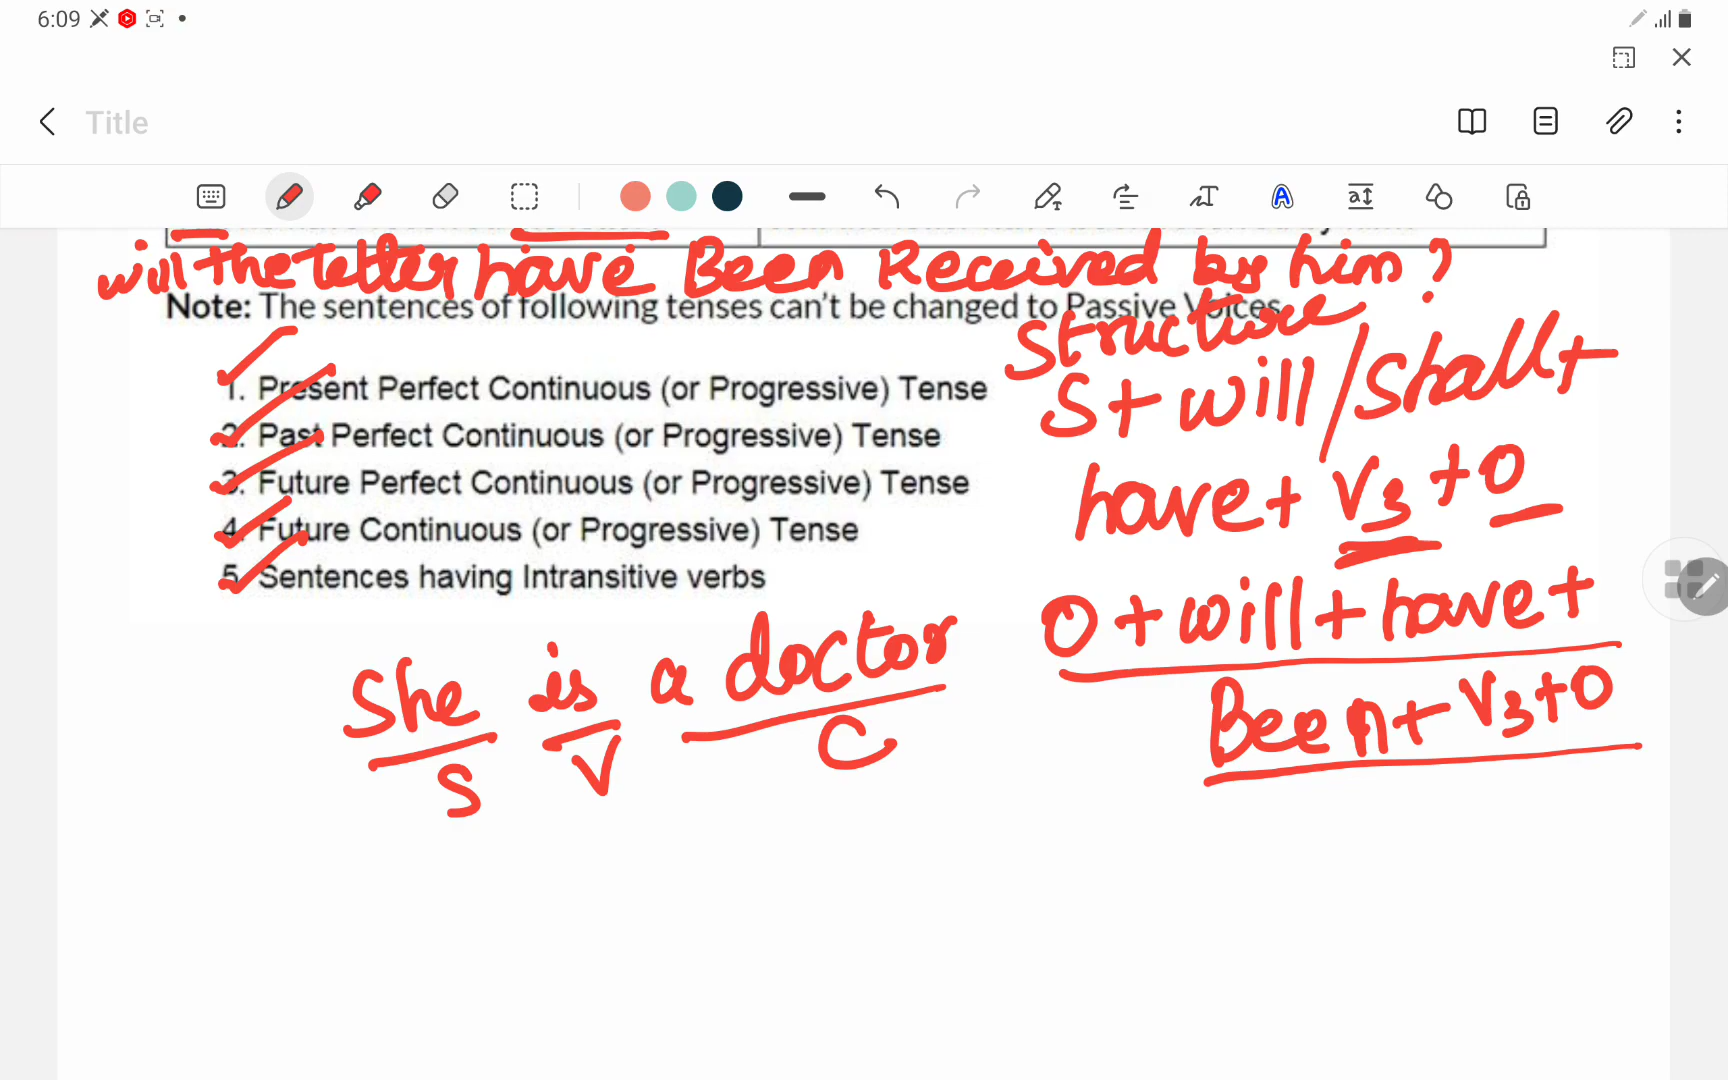 6:09
Title
will the letter have Been Received by him?
Note: The sentences of following tenses can't be changed to Passive Voices
Structure
1. Present Perfect Continuous (or Progressive) Tense
S + will / Shall +
2. Past Perfect Continuous (or Progressive) Tense
3. Future Perfect Continuous (or Progressive) Tense
have + V3 + O
4. Future Continuous (or Progressive) Tense
5. Sentences having Intransitive verbs
O + will + have +
She is a doctor
Been + V3 + O
S V C